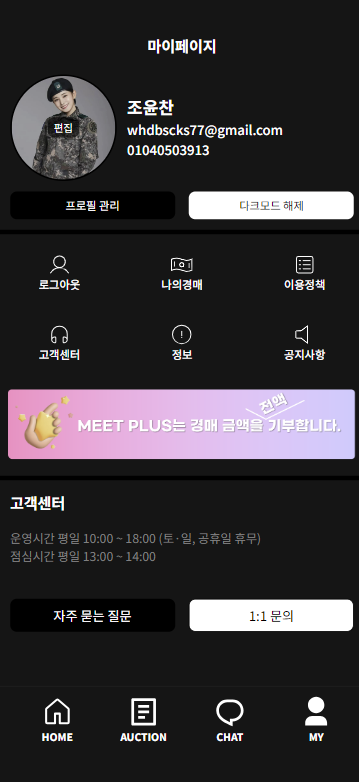 마이페이지
편집
조윤찬
whdbscks77@gmail.com
01040503913
프로필 관리
다크모드 해제
로그아웃
나의경매
이용정책
고객센터
정보
공지사항
전액
MEET PLUS는 경매 금액을 기부합니다.
고객센터
운영시간 평일 10:00 ~ 18:00 (토·일, 공휴일 휴무)
점심시간 평일 13:00 ~ 14:00
자주 묻는 질문
1:1 문의
HOME
AUCTION
CHAT
MY